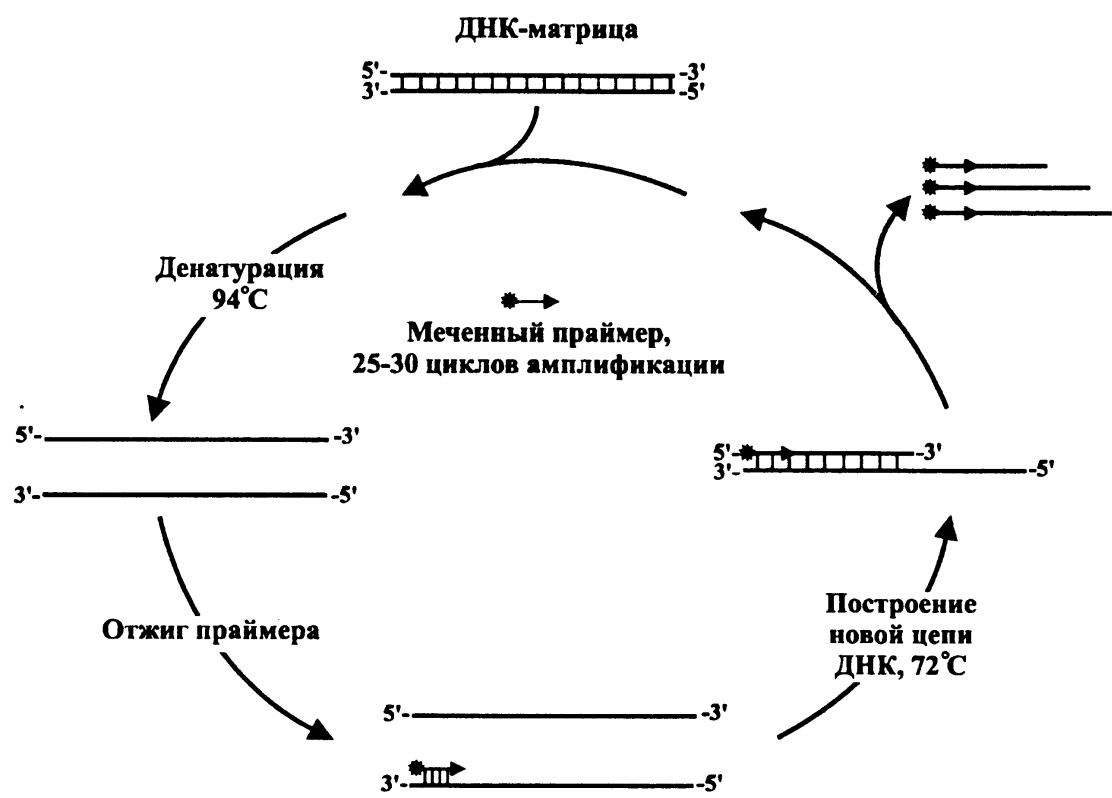 ДНК-матрица
5'- -3'
3'- -5'
Денатурация
94°C
Меченный праймер,
25-30 циклов амплификации
5'- -3'
3'- -5'
5'- -3'
3'- -5'
Отжиг праймера
Построение
новой цепи
ДНК, 72°C
5'- -3'
3'- -5'